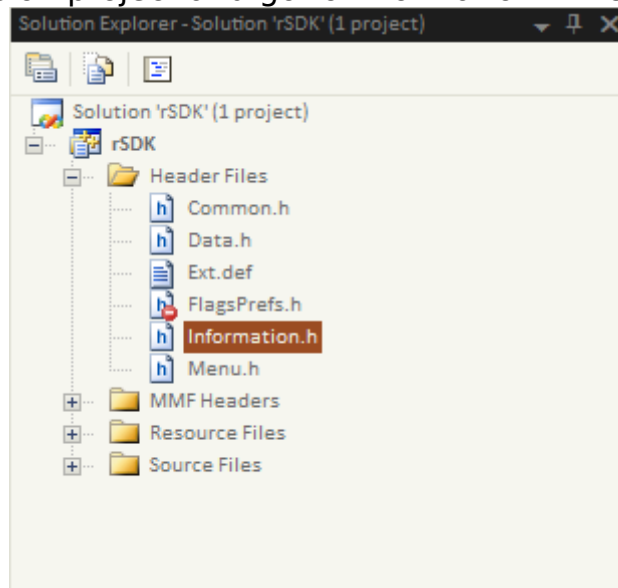 Solution Explorer - Solution 'rSDK' (1 project)
Solution 'rSDK' (1 project)
rSDK
Header Files
Common.h
Data.h
Ext.def
FlagsPrefs.h
Information.h
Menu.h
MMF Headers
Resource Files
Source Files